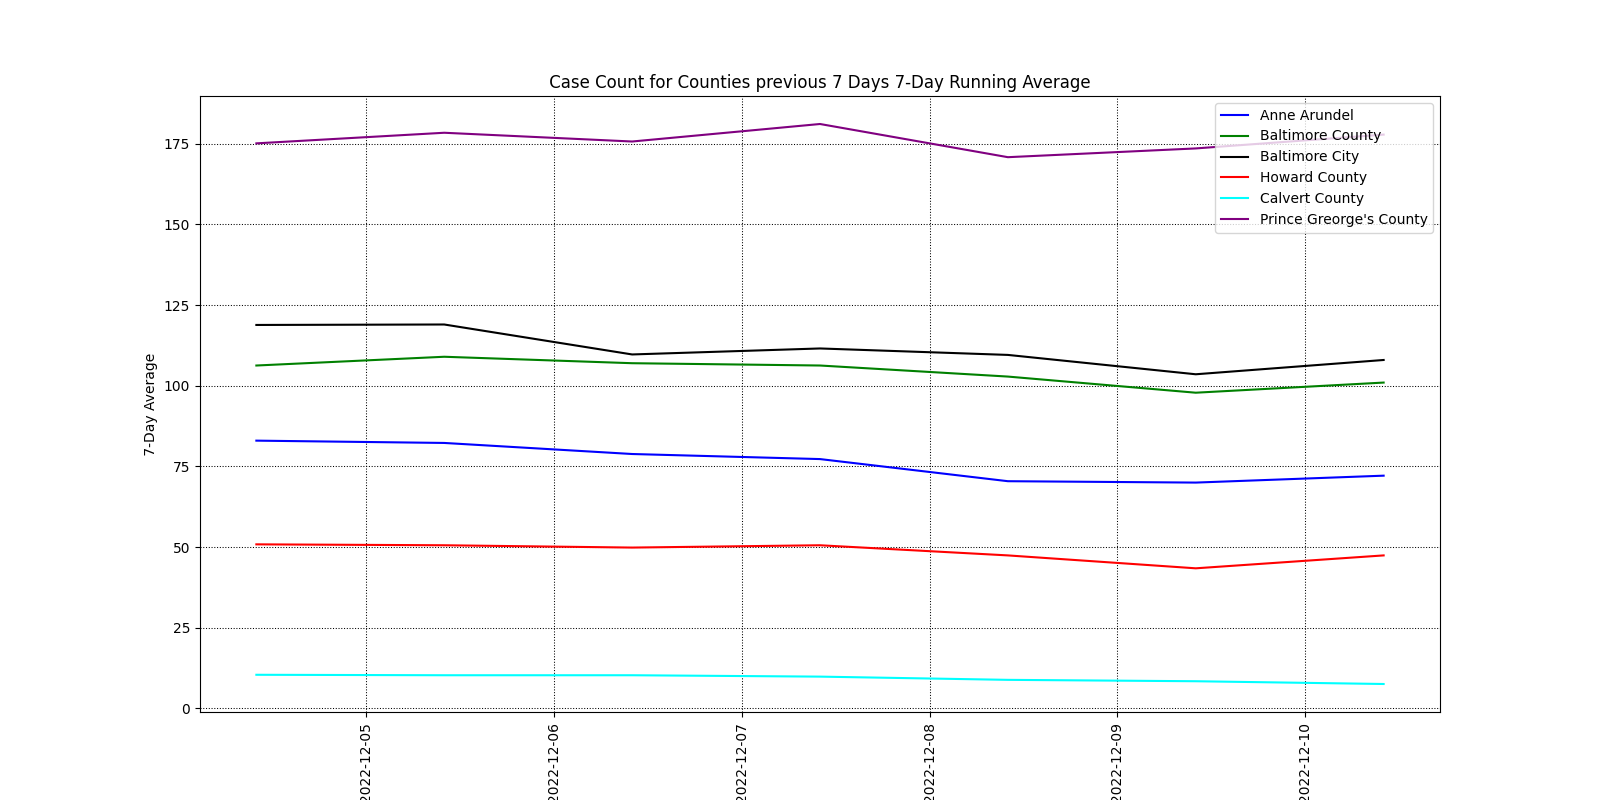 Case Count for Counties previous 7 Days 7-Day Running Average
Anne Arundel
Baltimore County
Baltimore City
Howard County
Calvert County
Prince Greorge's County
7-Day Average
175
150
125
100
75
50
25
0
2022-12-05
2022-12-06
2022-12-07
2022-12-08
2022-12-09
2022-12-10